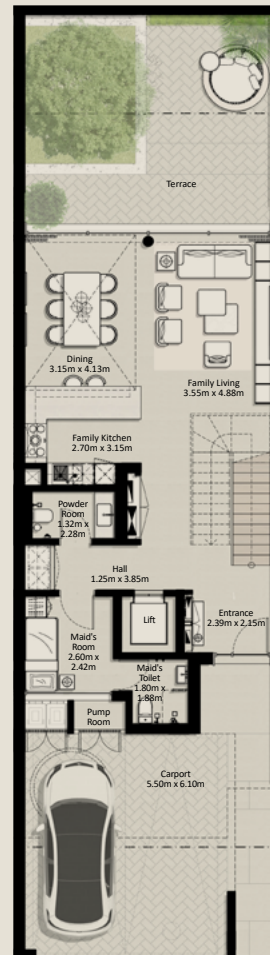 Terrace
Dining
3.15m x 4.13m
Family Living
3.55m x 4.88m
Family Kitchen
2.70m x 3.15m
Powder
Room
1.32m x
2.28m
Hall
1.25m x 3.85m
Lift
Entrance
2.39m x 2.15m
Maid's
Room
2.60m x
2.42m
Maid's
Toilet
1.80m x
1.88m
Pump
Room
Carport
5.50m x 6.10m